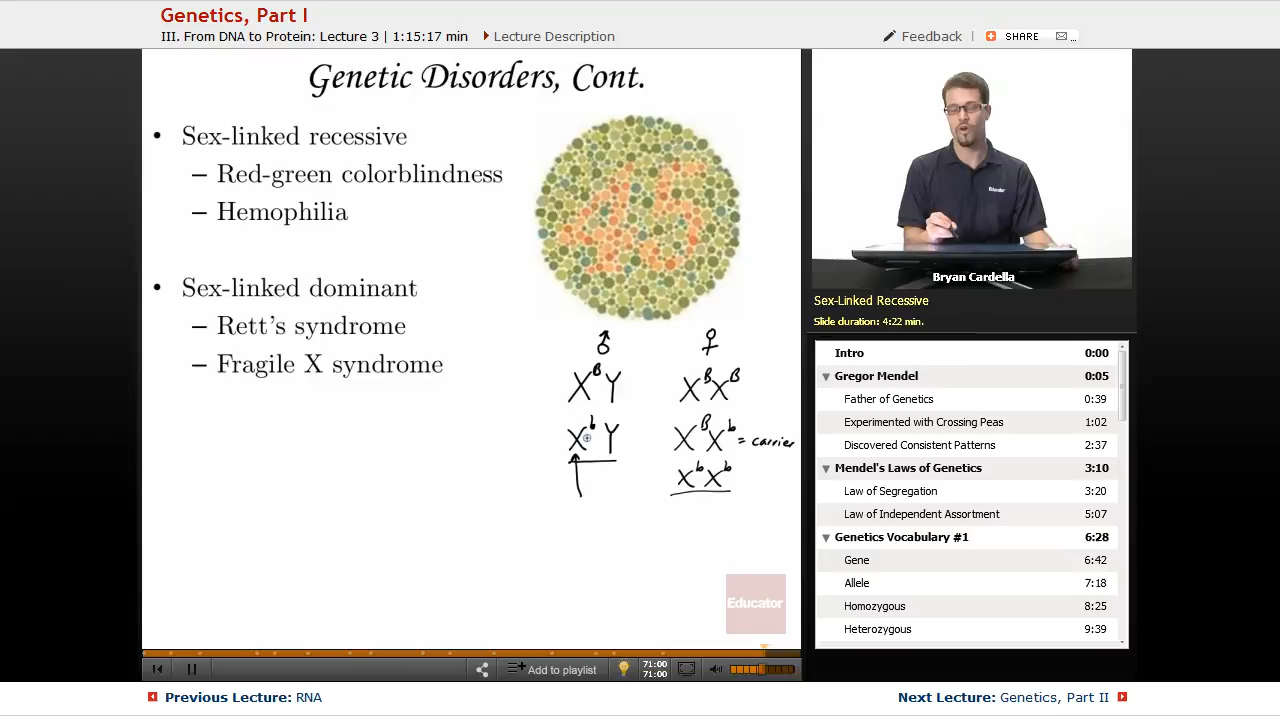 Genetics, Part I
III. From DNA to Protein: Lecture 3 | 1:15:17 min
Lecture Description
Feedback
SHARE
Genetic Disorders, Cont.
• Sex-linked recessive
– Red-green colorblindness
– Hemophilia
• Sex-linked dominant
– Rett's syndrome
– Fragile X syndrome
45
♂ ♀
X^B Y X^B X^B
X^b Y X^B X^b = carrier
X^b X^b
Educator
Educator
Bryan Cardella
Sex-Linked Recessive
Slide duration: 4:22 min.
Intro 0:00
Gregor Mendel 0:05
Father of Genetics 0:39
Experimented with Crossing Peas 1:02
Discovered Consistent Patterns 2:37
Mendel's Laws of Genetics 3:10
Law of Segregation 3:20
Law of Independent Assortment 5:07
Genetics Vocabulary #1 6:28
Gene 6:42
Allele 7:18
Homozygous 8:25
Heterozygous 9:39
Add to playlist
71:00
71:00
Previous Lecture: RNA
Next Lecture: Genetics, Part II